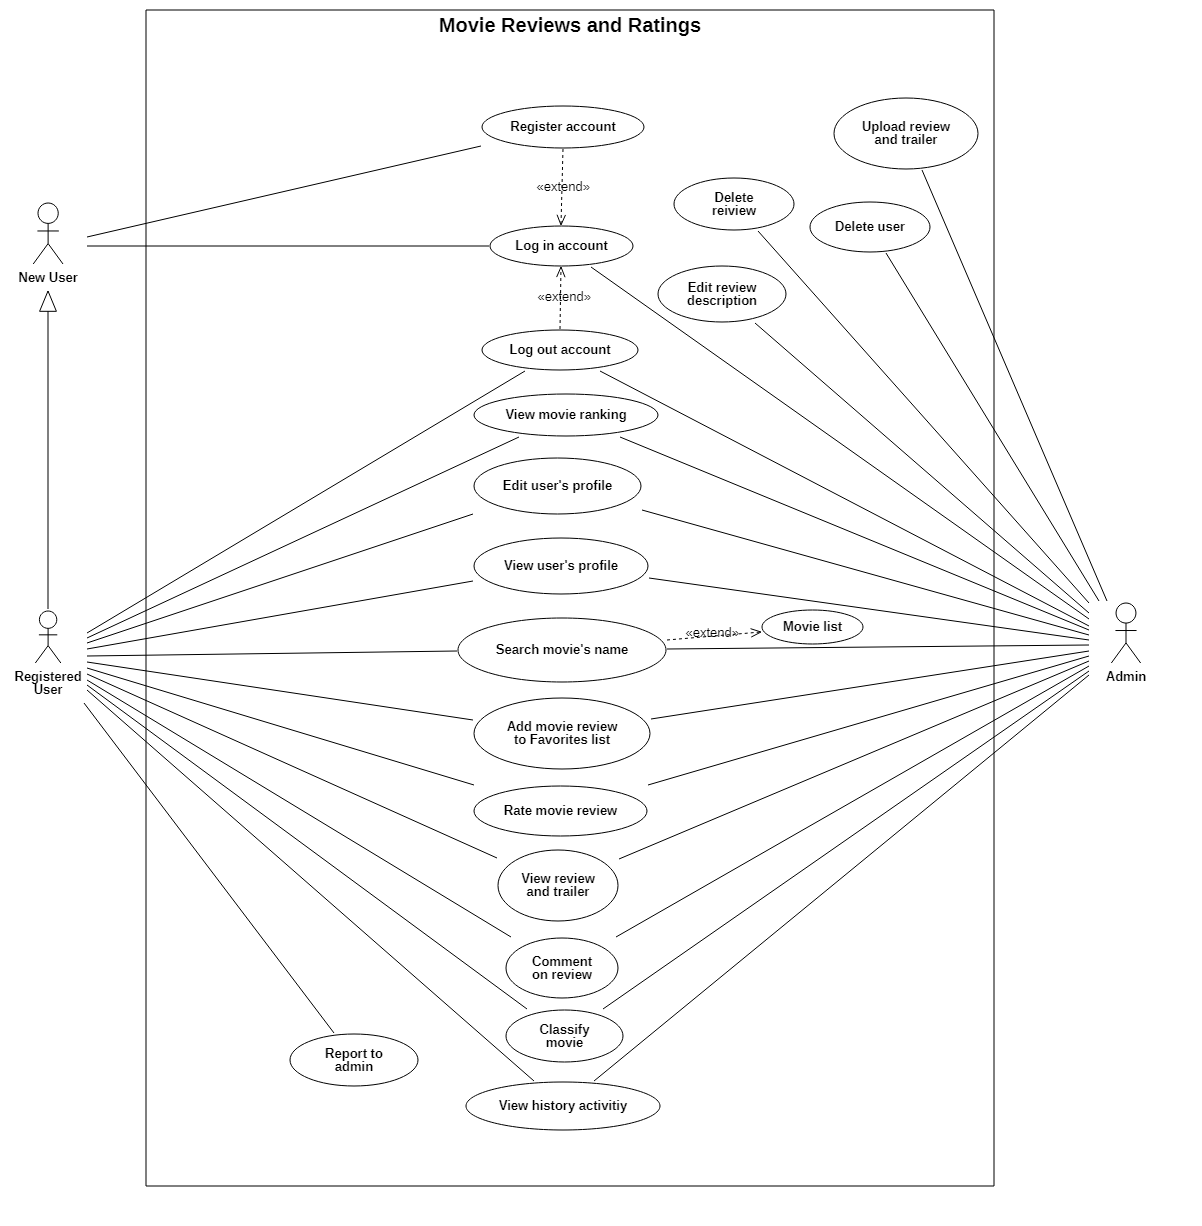 Movie Reviews and Ratings
Register account
Upload review
and trailer
«extend»
Delete
reiview
Delete user
Log in account
New User
Edit review
description
«extend»
Log out account
View movie ranking
Edit user's profile
View user's profile
Search movie's name
«extend»
Movie list
Registered
User
Admin
Add movie review
to Favorites list
Rate movie review
View review
and trailer
Comment
on review
Classify
movie
Report to
admin
View history activitiy